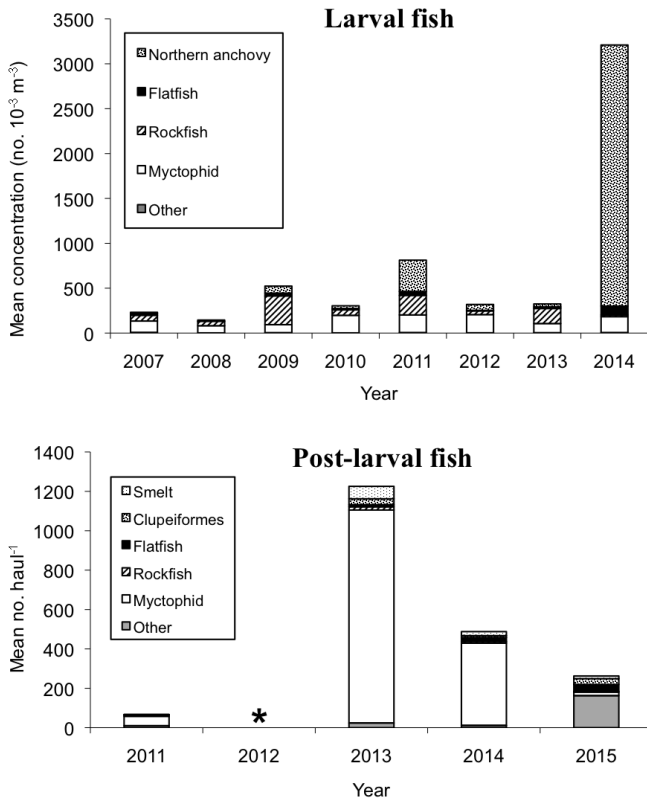 Larval fish
3500
3000
2500
2000
1500
1000
500
0
Mean concentration (no. 10⁻³ m⁻³)
Northern anchovy
Flatfish
Rockfish
Myctophid
Other
2007 2008 2009 2010 2011 2012 2013 2014
Year
Post-larval fish
1400
1200
1000
800
600
400
200
0
Mean no. haul⁻¹
Smelt
Clupeiformes
Flatfish
Rockfish
Myctophid
Other
*
2011 2012 2013 2014 2015
Year